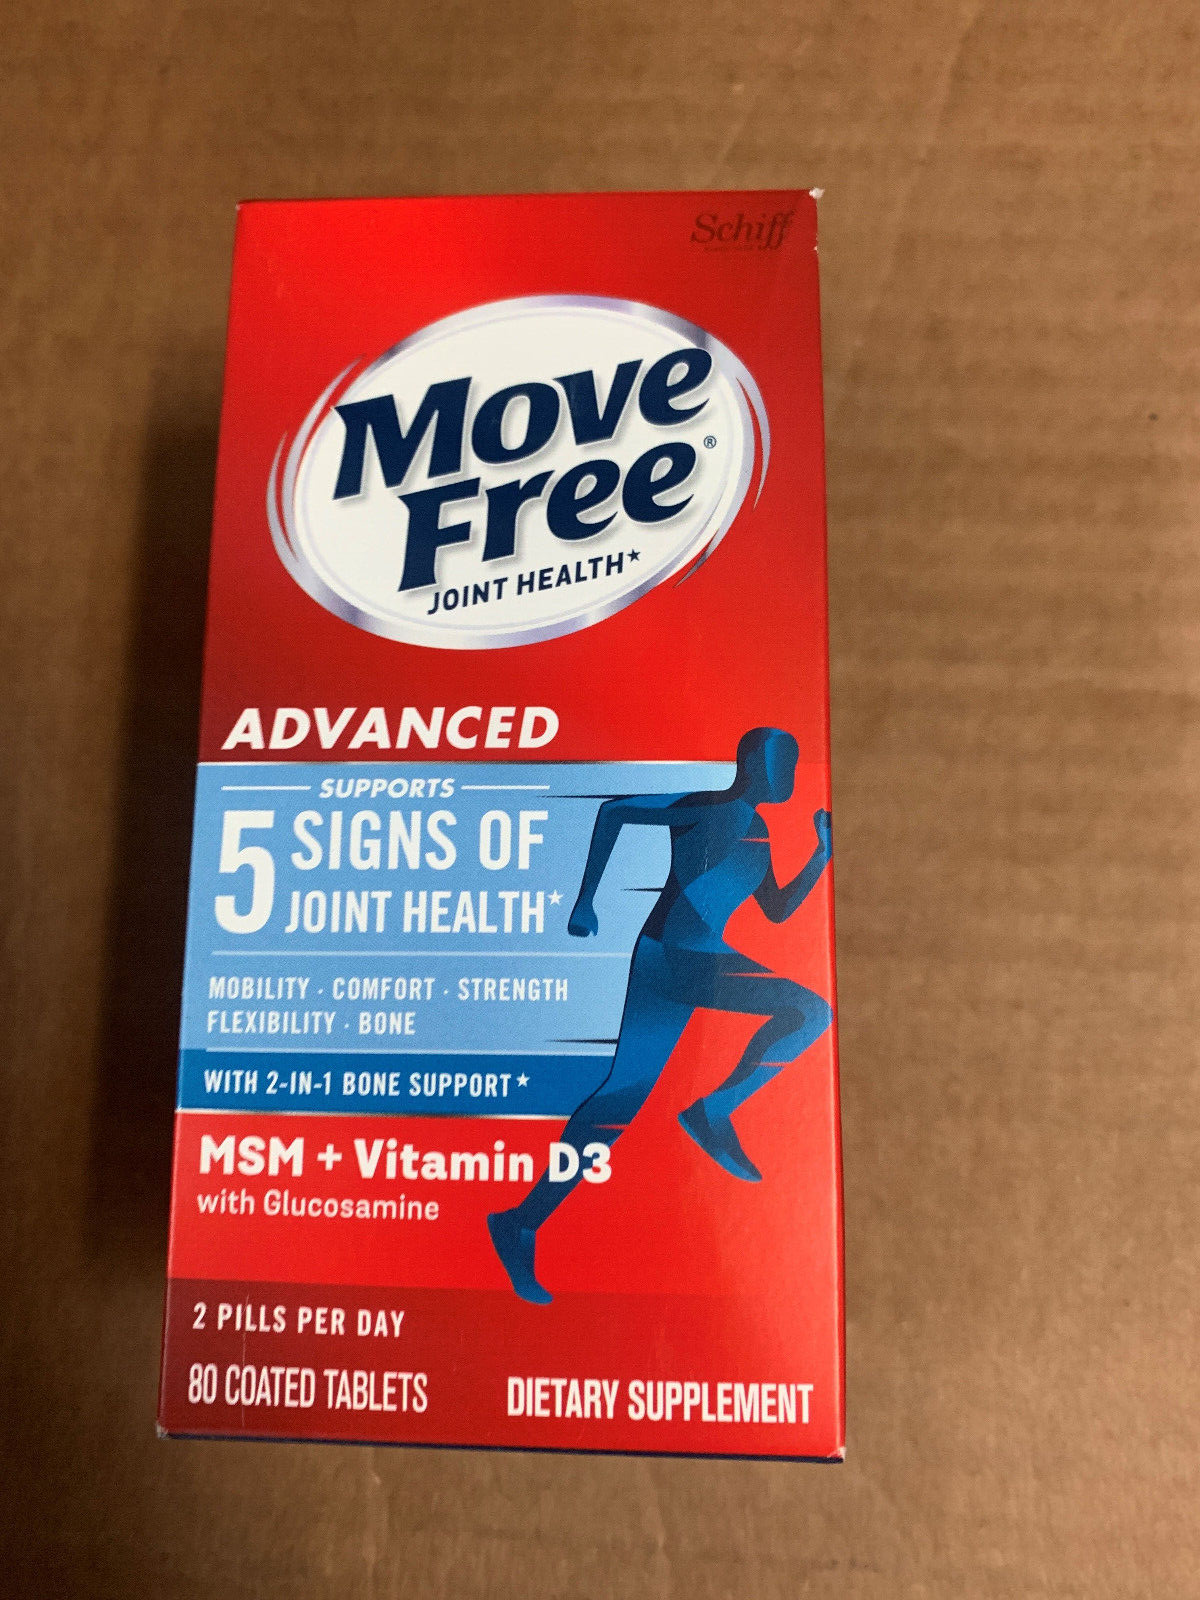 Schiff
Move
Free®
JOINT HEALTH*
ADVANCED
SUPPORTS
5 SIGNS OF
JOINT HEALTH*
MOBILITY · COMFORT · STRENGTH
FLEXIBILITY · BONE
WITH 2-IN-1 BONE SUPPORT*
MSM + Vitamin D3
with Glucosamine
2 PILLS PER DAY
80 COATED TABLETS
DIETARY SUPPLEMENT